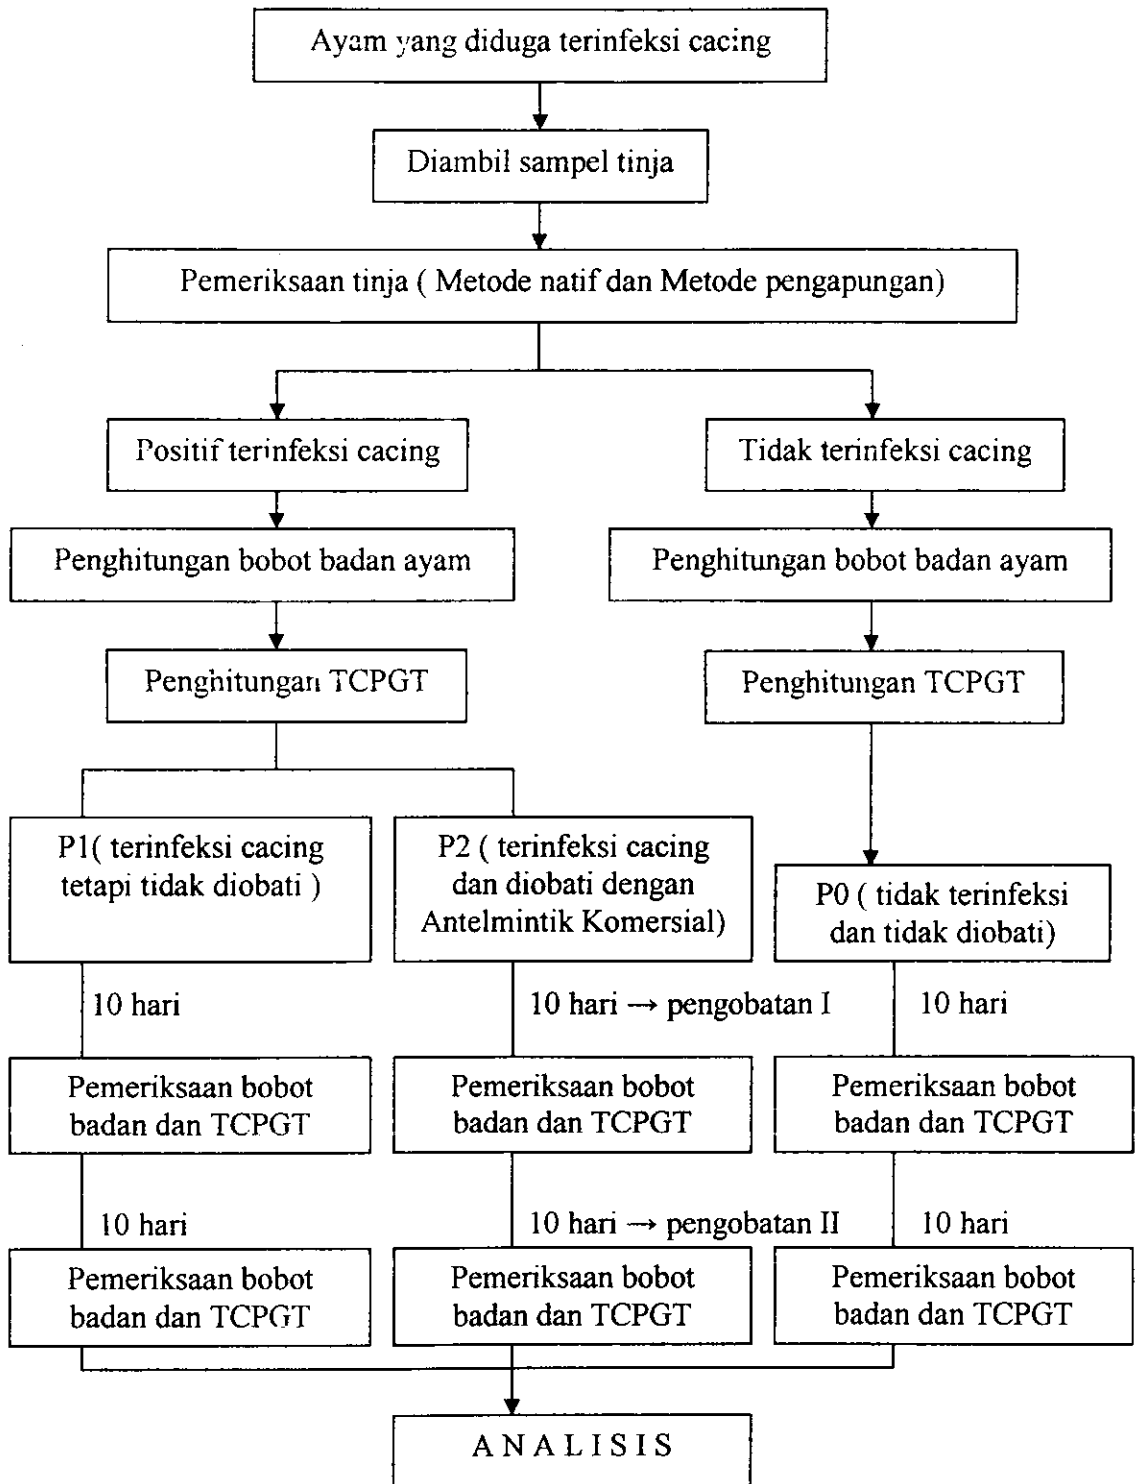 Ayam yang diduga terinfeksi cacing
Diambil sampel tinja
Pemeriksaan tinja ( Metode natif dan Metode pengapungan)
Positif terinfeksi cacing
Tidak terinfeksi cacing
Penghitungan bobot badan ayam
Penghitungan bobot badan ayam
Penghitungan TCPGT
Penghitungan TCPGT
P1( terinfeksi cacing
tetapi tidak diobati )
P2 ( terinfeksi cacing
dan diobati dengan
Antelmintik Komersial)
P0 ( tidak terinfeksi
dan tidak diobati)
10 hari
10 hari → pengobatan I
10 hari
Pemeriksaan bobot
badan dan TCPGT
Pemeriksaan bobot
badan dan TCPGT
Pemeriksaan bobot
badan dan TCPGT
10 hari
10 hari → pengobatan II
10 hari
Pemeriksaan bobot
badan dan TCPGT
Pemeriksaan bobot
badan dan TCPGT
Pemeriksaan bobot
badan dan TCPGT
A N A L I S I S